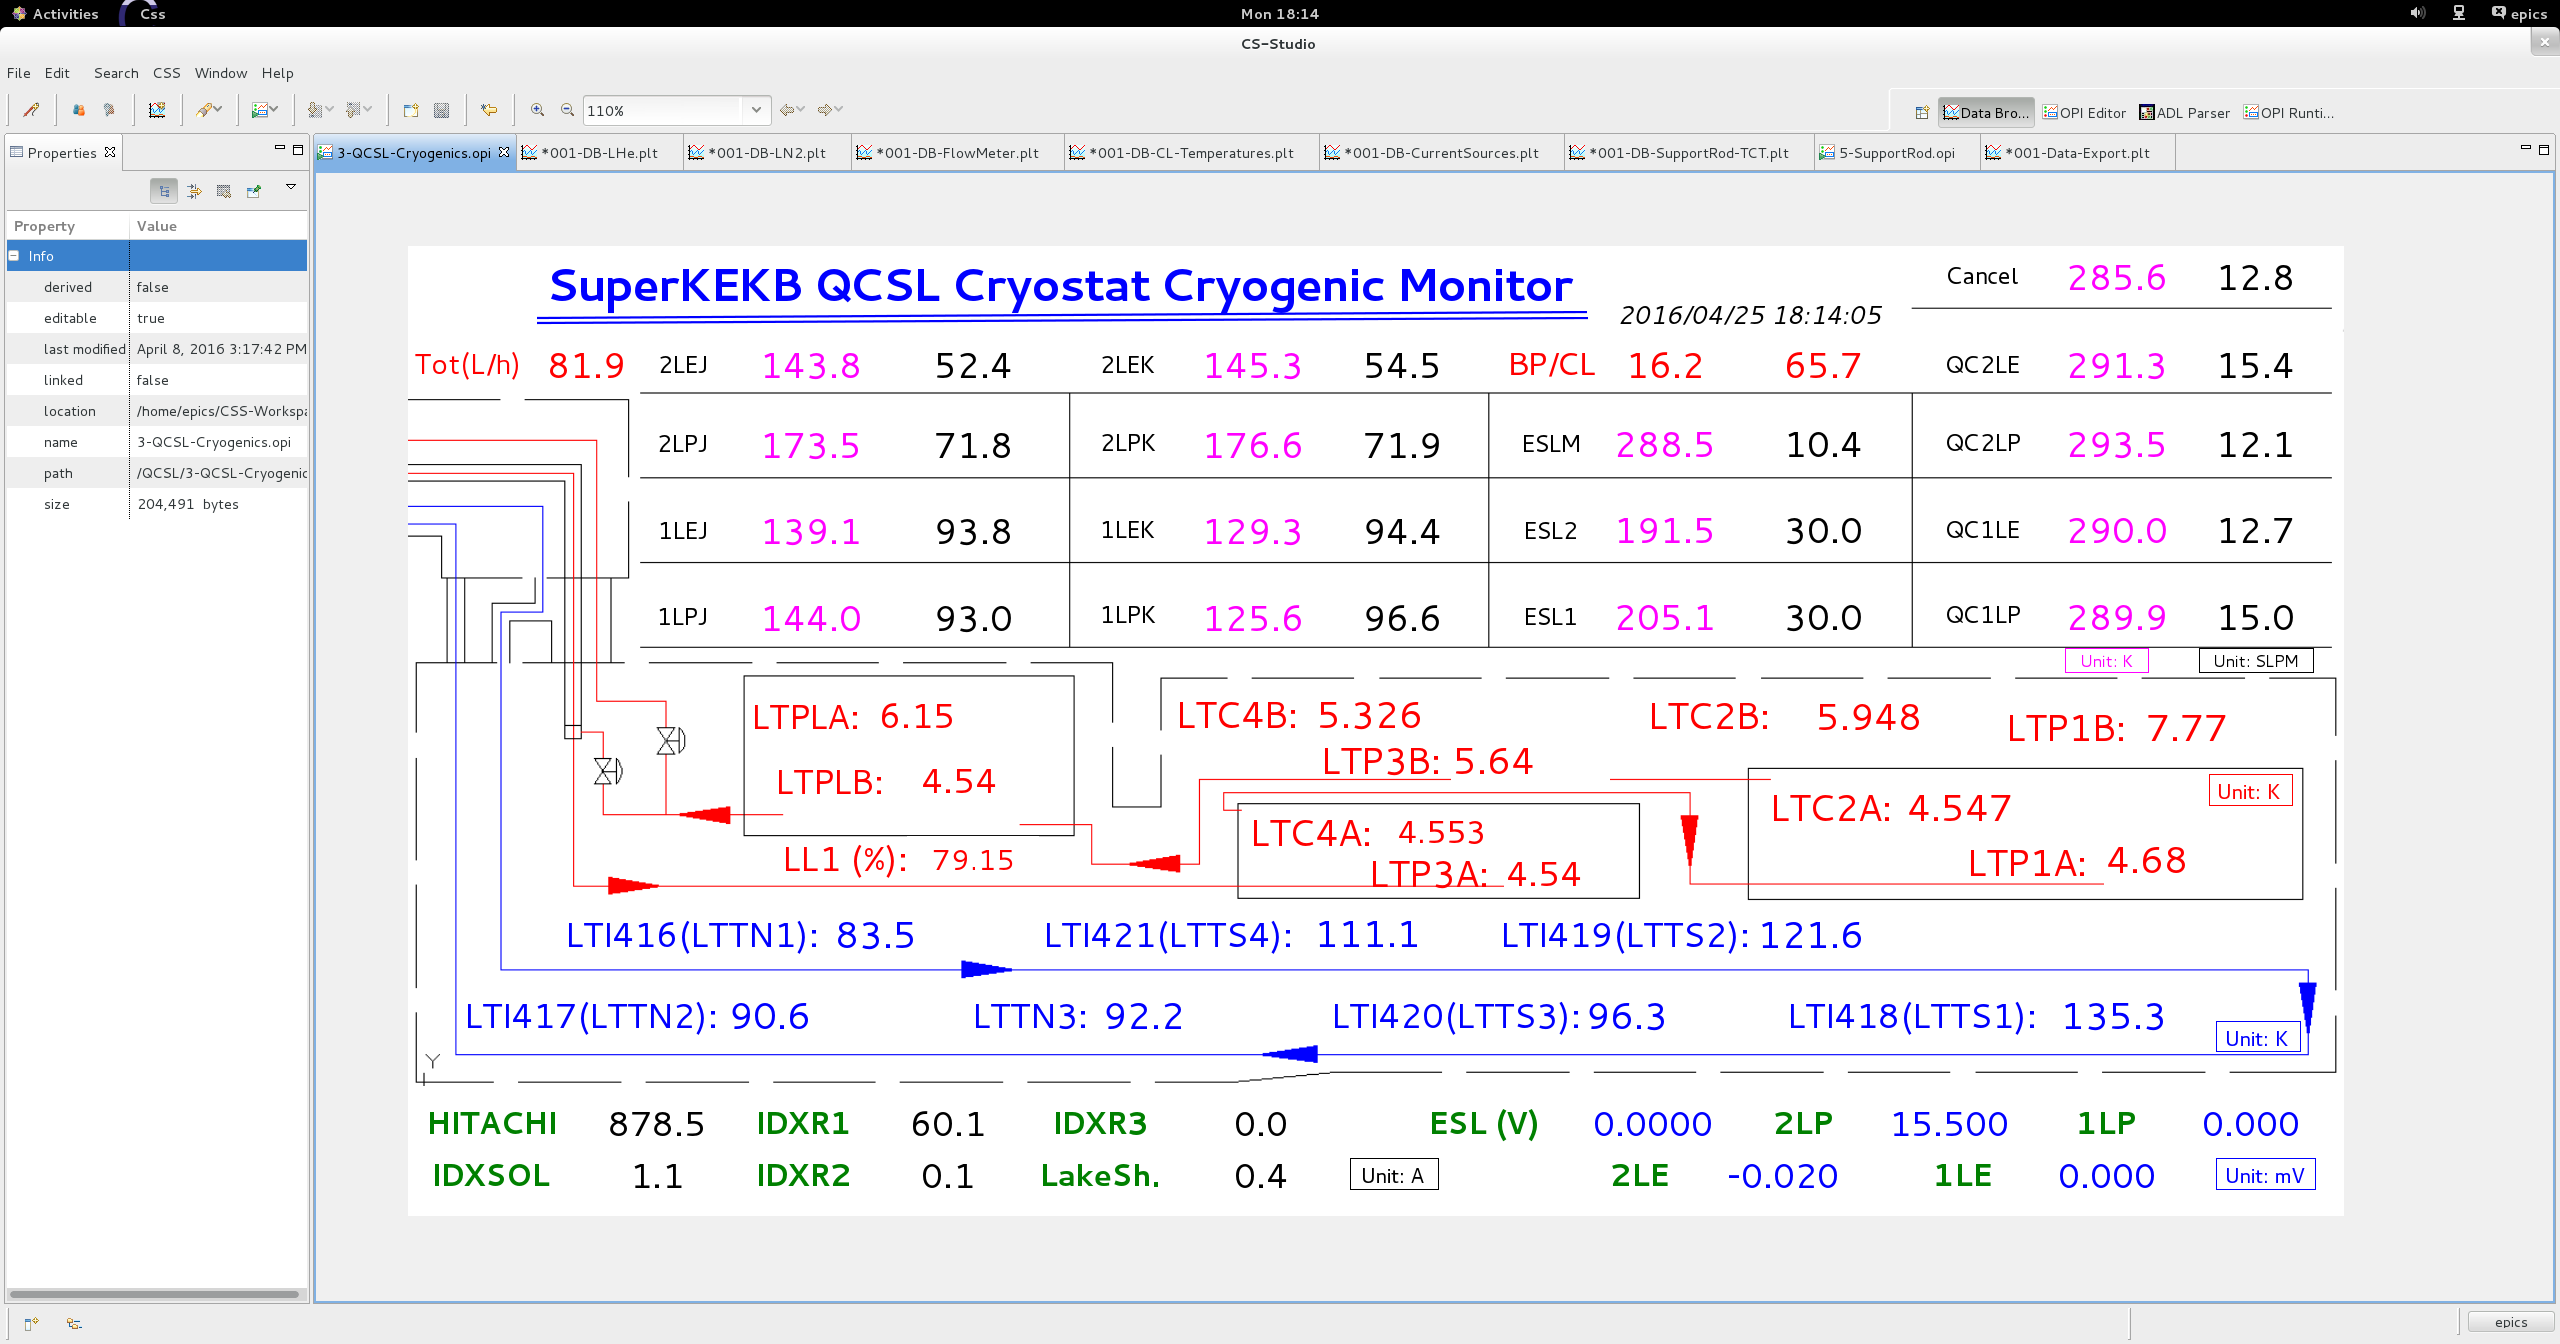 Activities Css Mon 18:14 epics
CS-Studio
File Edit Search CSS Window Help
110% Data Bro... OPI Editor ADL Parser OPI Runti...
Properties 3-QCSL-Cryogenics.opi *001-DB-LHe.plt *001-DB-LN2.plt *001-DB-FlowMeter.plt *001-DB-CL-Temperatures.plt *001-DB-CurrentSources.plt *001-DB-SupportRod-TCT.plt 5-SupportRod.opi *001-Data-Export.plt
Property Value
Info
derived false
editable true
last modified April 8, 2016 3:17:42 PM
linked false
location /home/epics/CSS-Workspa
name 3-QCSL-Cryogenics.opi
path /QCSL/3-QCSL-Cryogenic
size 204,491 bytes
SuperKEKB QCSL Cryostat Cryogenic Monitor
2016/04/25 18:14:05
Cancel 285.6 12.8
Tot(L/h) 81.9 2LEJ 143.8 52.4 2LEK 145.3 54.5 BP/CL 16.2 65.7 QC2LE 291.3 15.4
2LPJ 173.5 71.8 2LPK 176.6 71.9 ESLM 288.5 10.4 QC2LP 293.5 12.1
1LEJ 139.1 93.8 1LEK 129.3 94.4 ESL2 191.5 30.0 QC1LE 290.0 12.7
1LPJ 144.0 93.0 1LPK 125.6 96.6 ESL1 205.1 30.0 QC1LP 289.9 15.0
Unit: K Unit: SLPM
LTPLA: 6.15 LTC4B: 5.326 LTC2B: 5.948 LTP1B: 7.77
LTP3B: 5.64
LTPLB: 4.54 Unit: K
LTC4A: 4.553 LTC2A: 4.547
LL1 (%): 79.15 LTP3A: 4.54 LTP1A: 4.68
LTI416(LTTN1): 83.5 LTI421(LTTS4): 111.1 LTI419(LTTS2): 121.6
LTI417(LTTN2): 90.6 LTTN3: 92.2 LTI420(LTTS3): 96.3 LTI418(LTTS1): 135.3
Unit: K
Y
HITACHI 878.5 IDXR1 60.1 IDXR3 0.0 ESL (V) 0.0000 2LP 15.500 1LP 0.000
IDXSOL 1.1 IDXR2 0.1 LakeSh. 0.4 Unit: A 2LE -0.020 1LE 0.000 Unit: mV
epics